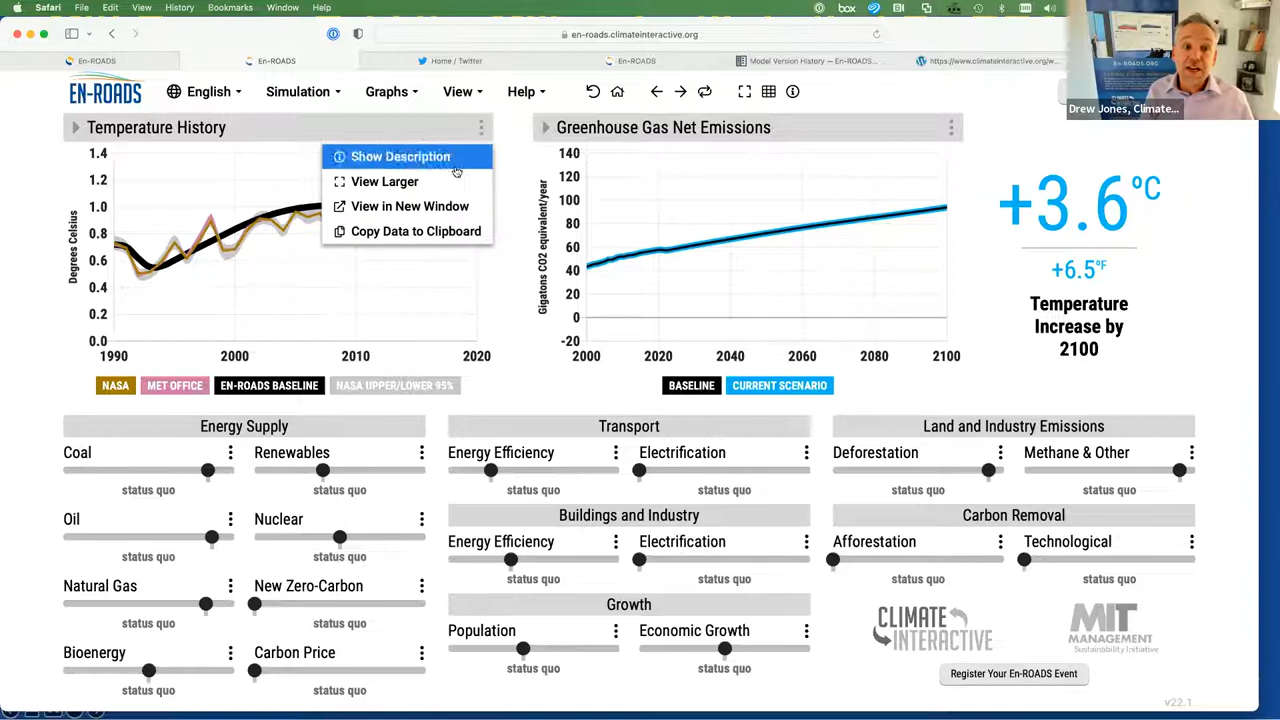 Safari File Edit View History Bookmarks Window Help
box
en-roads.climateinteractive.org
En-ROADS
En-ROADS
Home / Twitter
En-ROADS
Model Version History — En-ROADS...
https://www.climateinteractive.org/w...
EN-ROADS.ORG
Drew Jones, Climate...
EN-ROADS
English
Simulation
Graphs
View
Help
Temperature History
Show Description
View Larger
View in New Window
Copy Data to Clipboard
Degrees Celsius
1.4
1.2
1.0
0.8
0.6
0.4
0.2
0.0
1990 2000 2010 2020
NASA MET OFFICE EN-ROADS BASELINE NASA UPPER/LOWER 95%
Greenhouse Gas Net Emissions
Gigatons CO2 equivalent/year
140
120
100
80
60
40
20
0
-20
2000 2020 2040 2060 2080 2100
BASELINE CURRENT SCENARIO
+3.6°C
+6.5°F
Temperature
Increase by
2100
Energy Supply
Coal
status quo
Renewables
status quo
Oil
status quo
Nuclear
status quo
Natural Gas
status quo
New Zero-Carbon
status quo
Bioenergy
status quo
Carbon Price
status quo
Transport
Energy Efficiency
status quo
Electrification
status quo
Buildings and Industry
Energy Efficiency
status quo
Electrification
status quo
Growth
Population
status quo
Economic Growth
status quo
Land and Industry Emissions
Deforestation
status quo
Methane & Other
status quo
Carbon Removal
Afforestation
status quo
Technological
status quo
CLIMATE
INTERACTIVE
MIT
MANAGEMENT
Sustainability Initiative
Register Your En-ROADS Event
v22.1